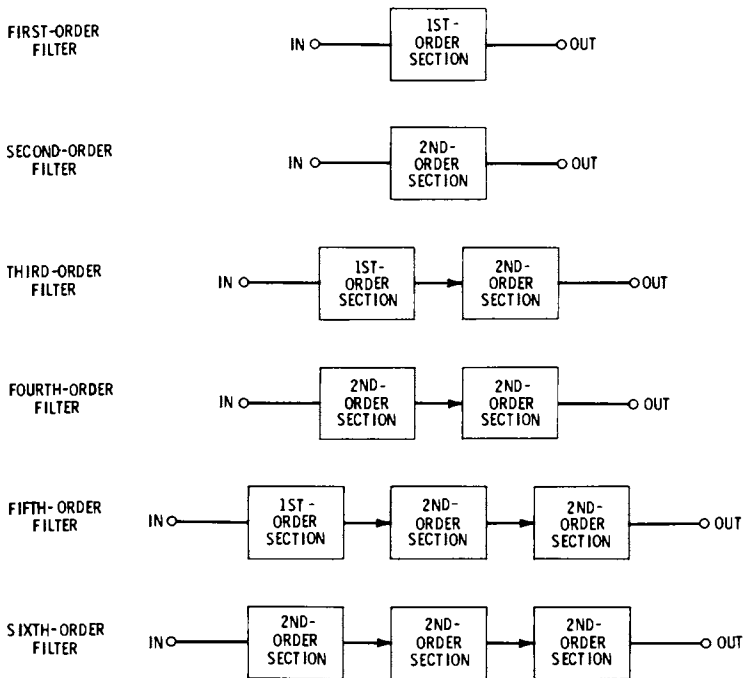 FIRST-ORDER
FILTER
IN
1ST-
ORDER
SECTION
OUT
SECOND-ORDER
FILTER
IN
2ND-
ORDER
SECTION
OUT
THIRD-ORDER
FILTER
IN
1ST-
ORDER
SECTION
2ND-
ORDER
SECTION
OUT
FOURTH-ORDER
FILTER
IN
2ND-
ORDER
SECTION
2ND-
ORDER
SECTION
OUT
FIFTH-ORDER
FILTER
IN
1ST-
ORDER
SECTION
2ND-
ORDER
SECTION
2ND-
ORDER
SECTION
OUT
SIXTH-ORDER
FILTER
IN
2ND-
ORDER
SECTION
2ND-
ORDER
SECTION
2ND-
ORDER
SECTION
OUT